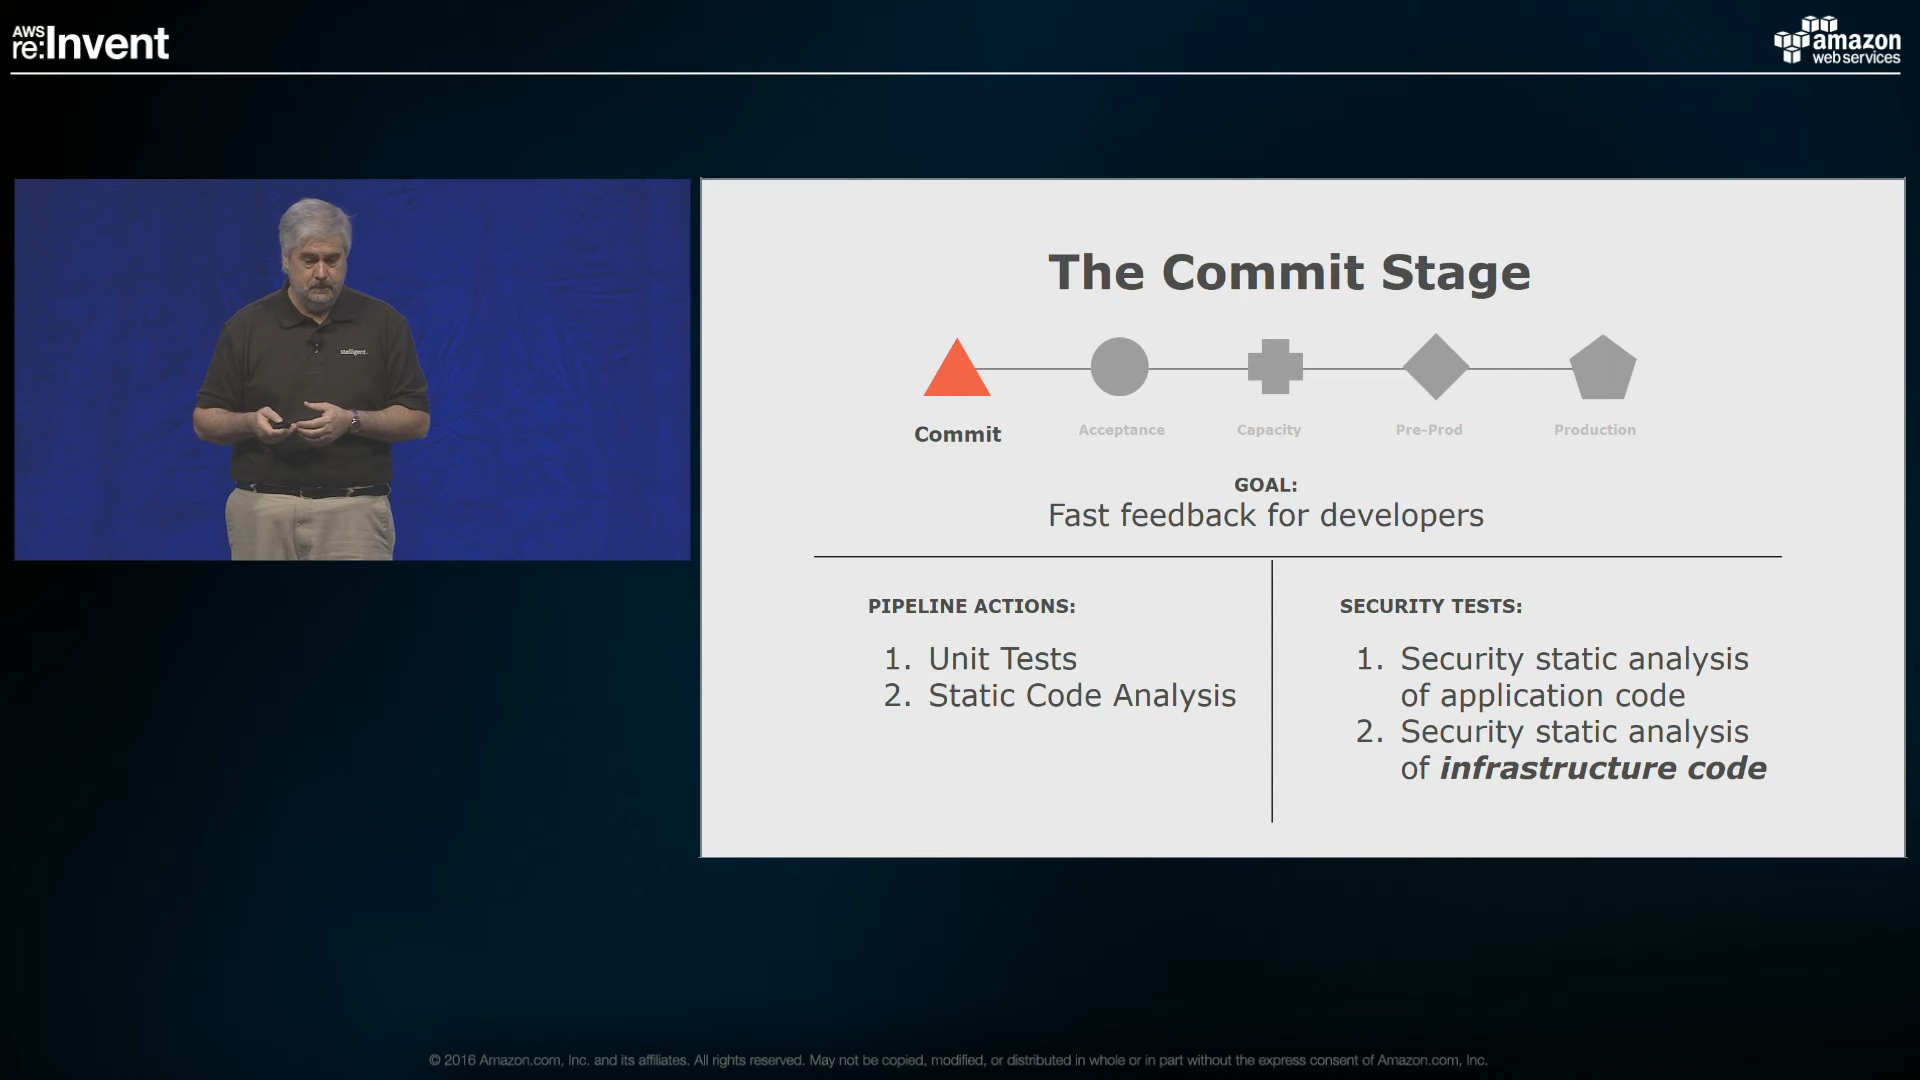 AWS
re:Invent
amazon
web services
stelligent
The Commit Stage
Commit
Acceptance
Capacity
Pre-Prod
Production
GOAL:
Fast feedback for developers
PIPELINE ACTIONS:
1. Unit Tests
2. Static Code Analysis
SECURITY TESTS:
1. Security static analysis
of application code
2. Security static analysis
of infrastructure code
© 2016 Amazon.com, Inc. and its affiliates. All rights reserved. May not be copied, modified, or distributed in whole or in part without the express consent of Amazon.com, Inc.